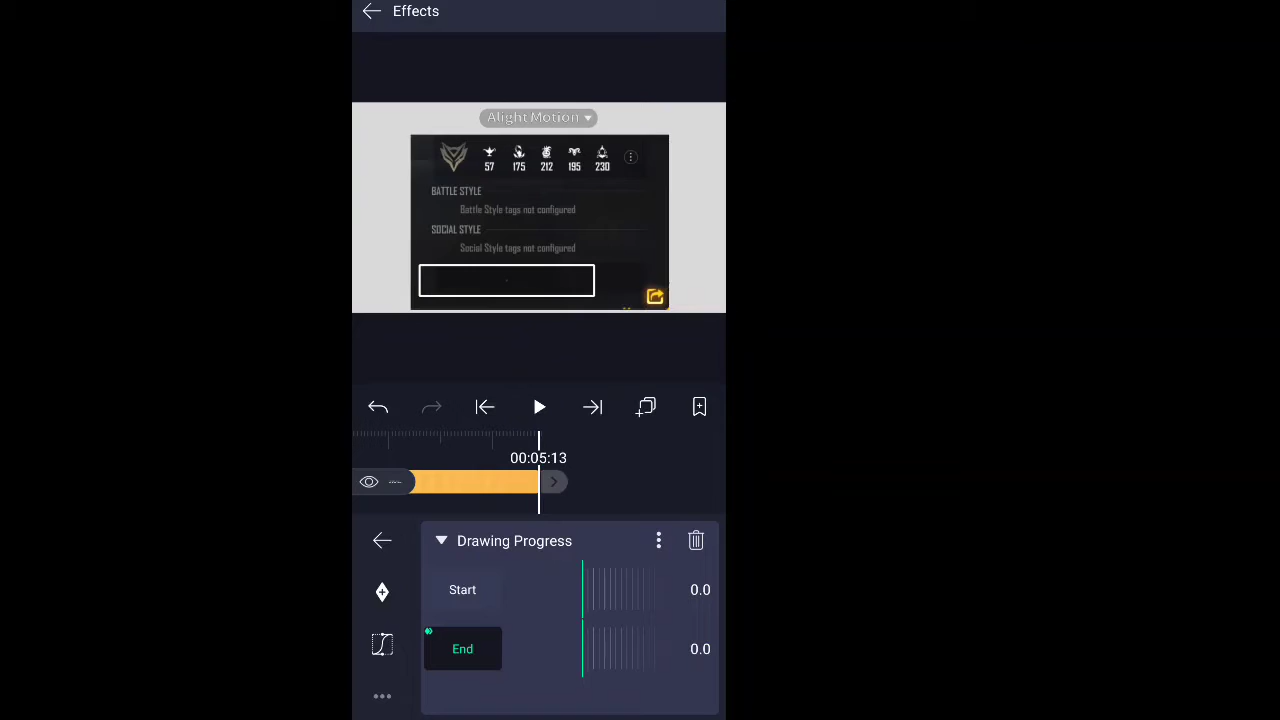 Effects
Alight Motion
57 175 212 195 230
BATTLE STYLE
Battle Style tags not configured
SOCIAL STYLE
Social Style tags not configured
00:05:13
Drawing Progress
Start 0.0
End 0.0